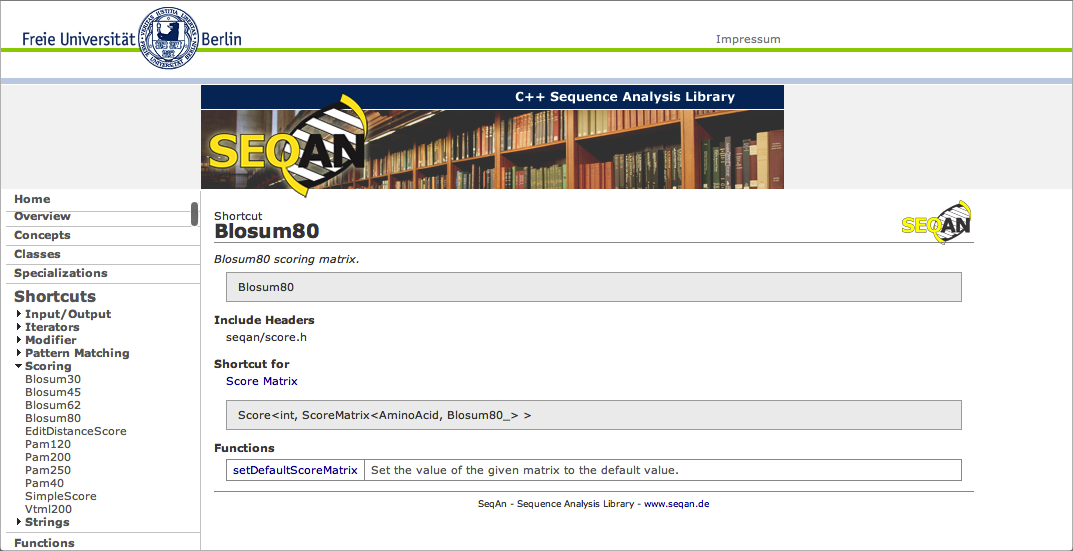 Freie Universität Berlin
Impressum
C++ Sequence Analysis Library
SEQAN
Home
Overview
Concepts
Classes
Specializations
Shortcuts
Input/Output
Iterators
Modifier
Pattern Matching
Scoring
Blosum30
Blosum45
Blosum62
Blosum80
EditDistanceScore
Pam120
Pam200
Pam250
Pam40
SimpleScore
Vtml200
Strings
Functions
Shortcut
Blosum80
SEQAN
Blosum80 scoring matrix.
Blosum80
Include Headers
seqan/score.h
Shortcut for
Score Matrix
Score<int, ScoreMatrix<AminoAcid, Blosum80_> >
Functions
setDefaultScoreMatrix Set the value of the given matrix to the default value.
SeqAn - Sequence Analysis Library - www.seqan.de